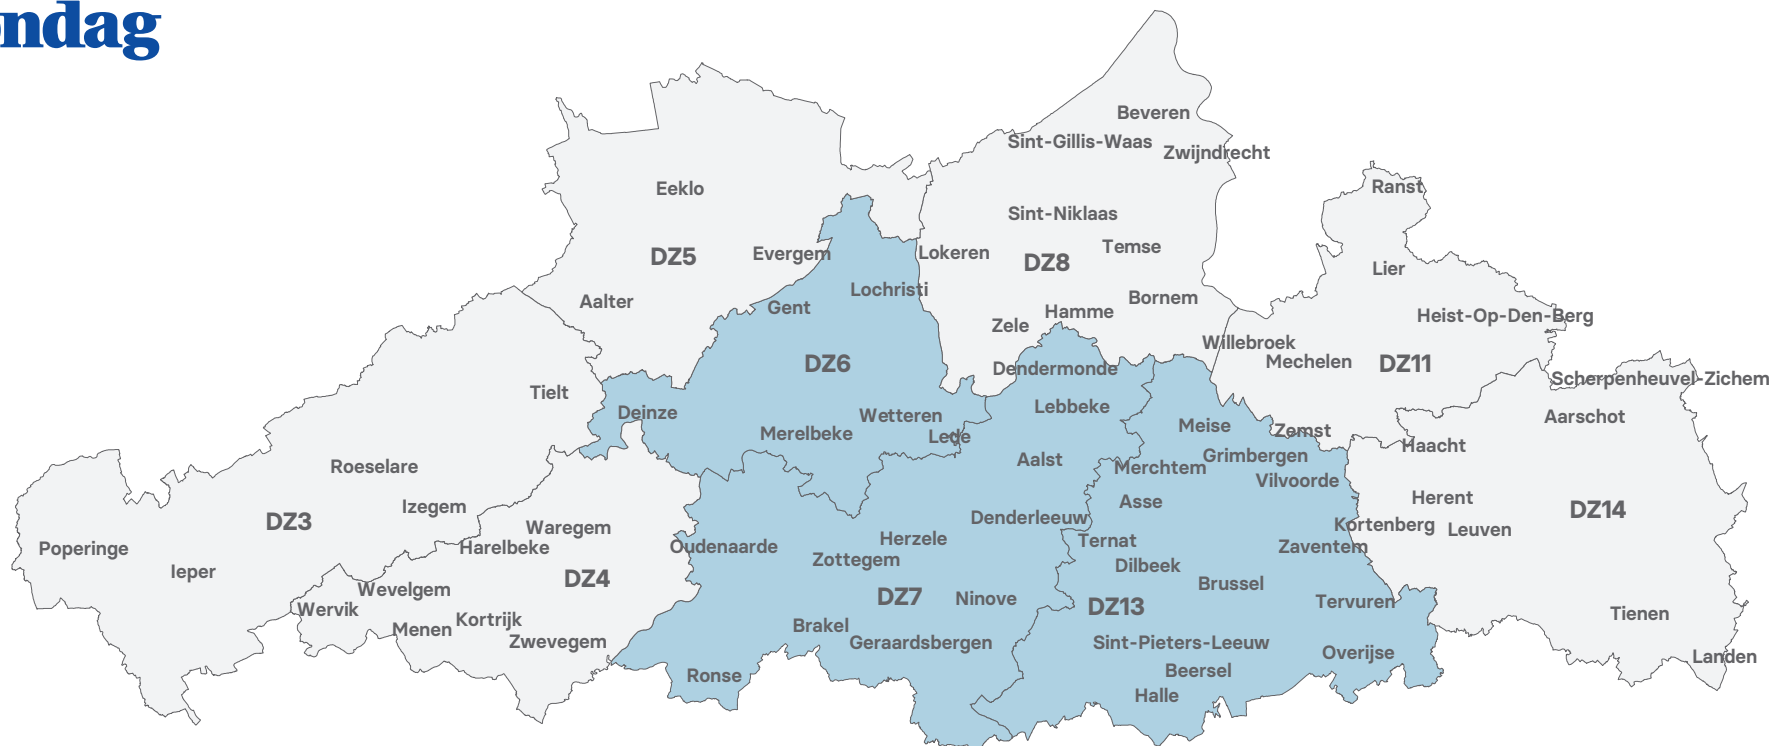 ondag
Beveren
Sint-Gillis-Waas
Zwijndrecht
Ranst
Eeklo
Sint-Niklaas
Temse
Evergem
Lokeren
DZ5
DZ8
Lier
Lochristi
Aalter
Gent
Bornem
Hamme
Heist-Op-Den-Berg
Zele
Willebroek
DZ6
Mechelen
DZ11
Dendermonde
Scherpenheuvel-Zichem
Tielt
Lebbeke
Deinze
Wetteren
Aarschot
Meise
Merelbeke
Lede
Zemst
Haacht
Grimbergen
Roeselare
Aalst
Merchtem
Vilvoorde
Izegem
Asse
Herent
DZ14
DZ3
Denderleeuw
Waregem
Kortenberg
Leuven
Poperinge
Harelbeke
Oudenaarde
Herzele
Ternat
Zaventem
Zottegem
Ieper
DZ4
Dilbeek
Brussel
Wevelgem
DZ7
Ninove
DZ13
Tervuren
Wervik
Kortrijk
Tienen
Menen
Brakel
Zwevegem
Geraardsbergen
Sint-Pieters-Leeuw
Overijse
Landen
Ronse
Beersel
Halle